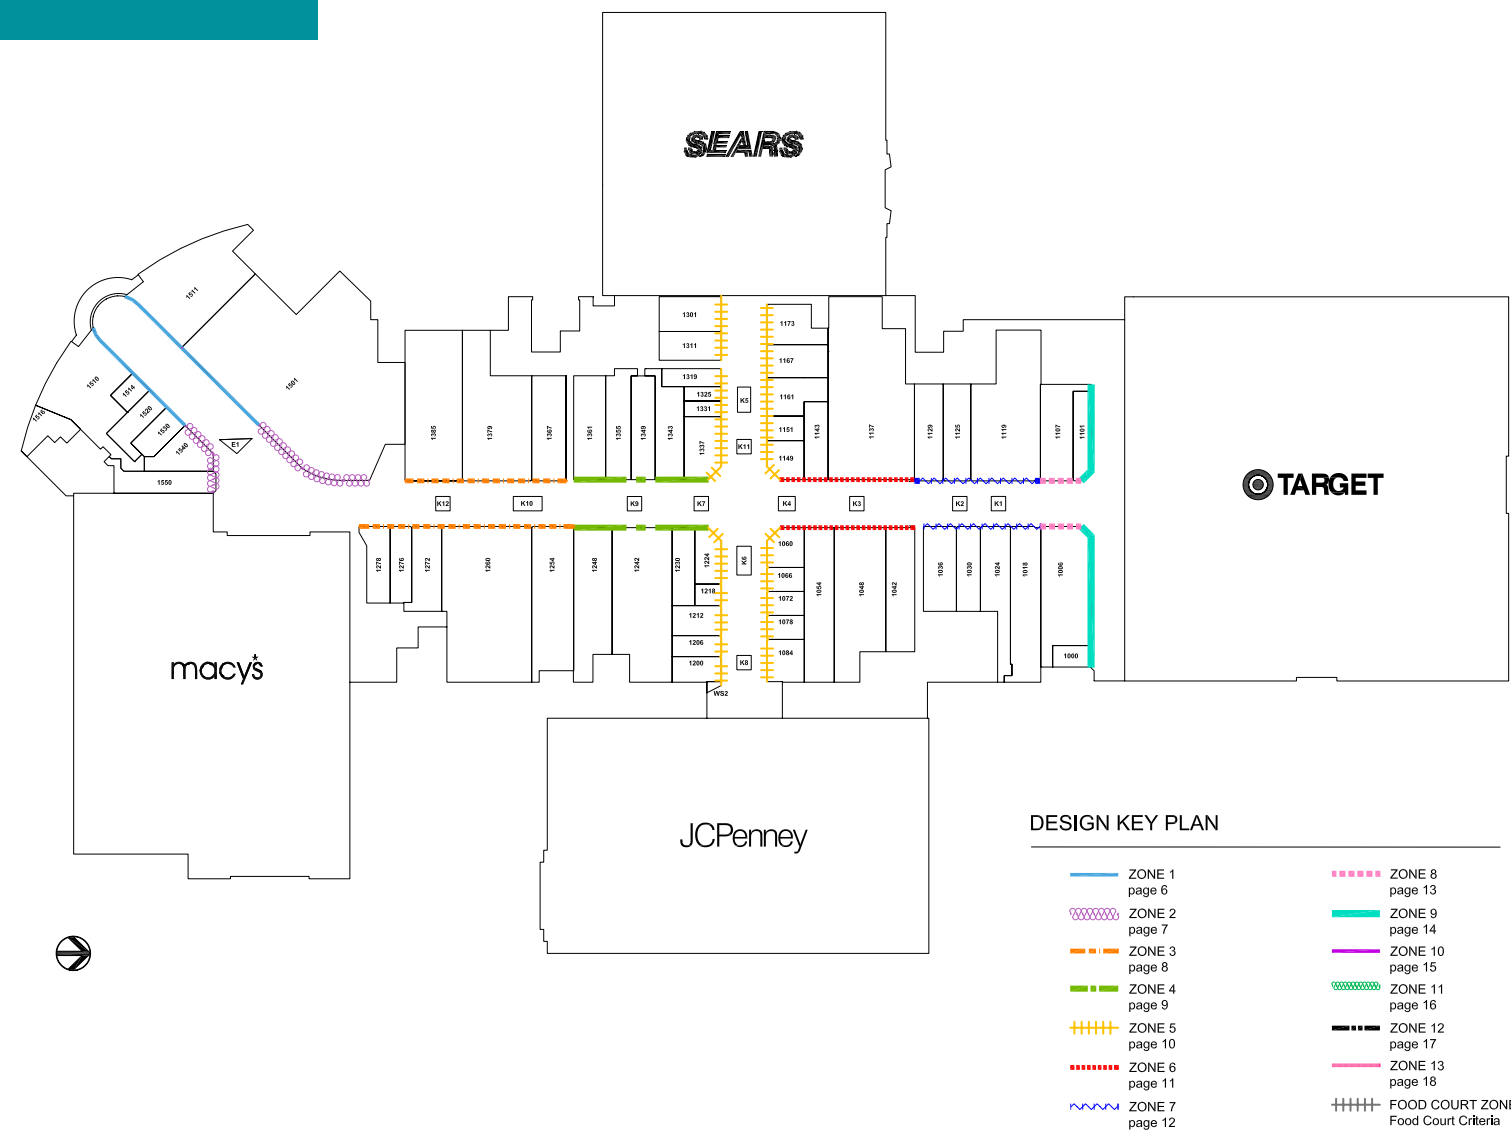 SEARS
1511
1301
1173
1311
1167
1510
1514
1501
1319
1325
K5
1161
1516
1520
1331
1530
E1
1540
1385
1379
1367
1361
1355
1349
1343
1337
K11
1151
1149
1143
1137
1129
1125
1119
1107
1101
1550
TARGET
K12
K10
K9
K7
K4
K3
K2
K1
1278
1276
1272
1260
1254
1248
1242
1230
1224
K6
1060
1066
1054
1048
1042
1036
1030
1024
1018
1006
1218
1072
1212
1078
1206
1084
1200
K8
1000
macy's
WS2
JCPenney
DESIGN KEY PLAN
ZONE 1
page 6
ZONE 2
page 7
ZONE 3
page 8
ZONE 4
page 9
ZONE 5
page 10
ZONE 6
page 11
ZONE 7
page 12
ZONE 8
page 13
ZONE 9
page 14
ZONE 10
page 15
ZONE 11
page 16
ZONE 12
page 17
ZONE 13
page 18
FOOD COURT ZONE
Food Court Criteria